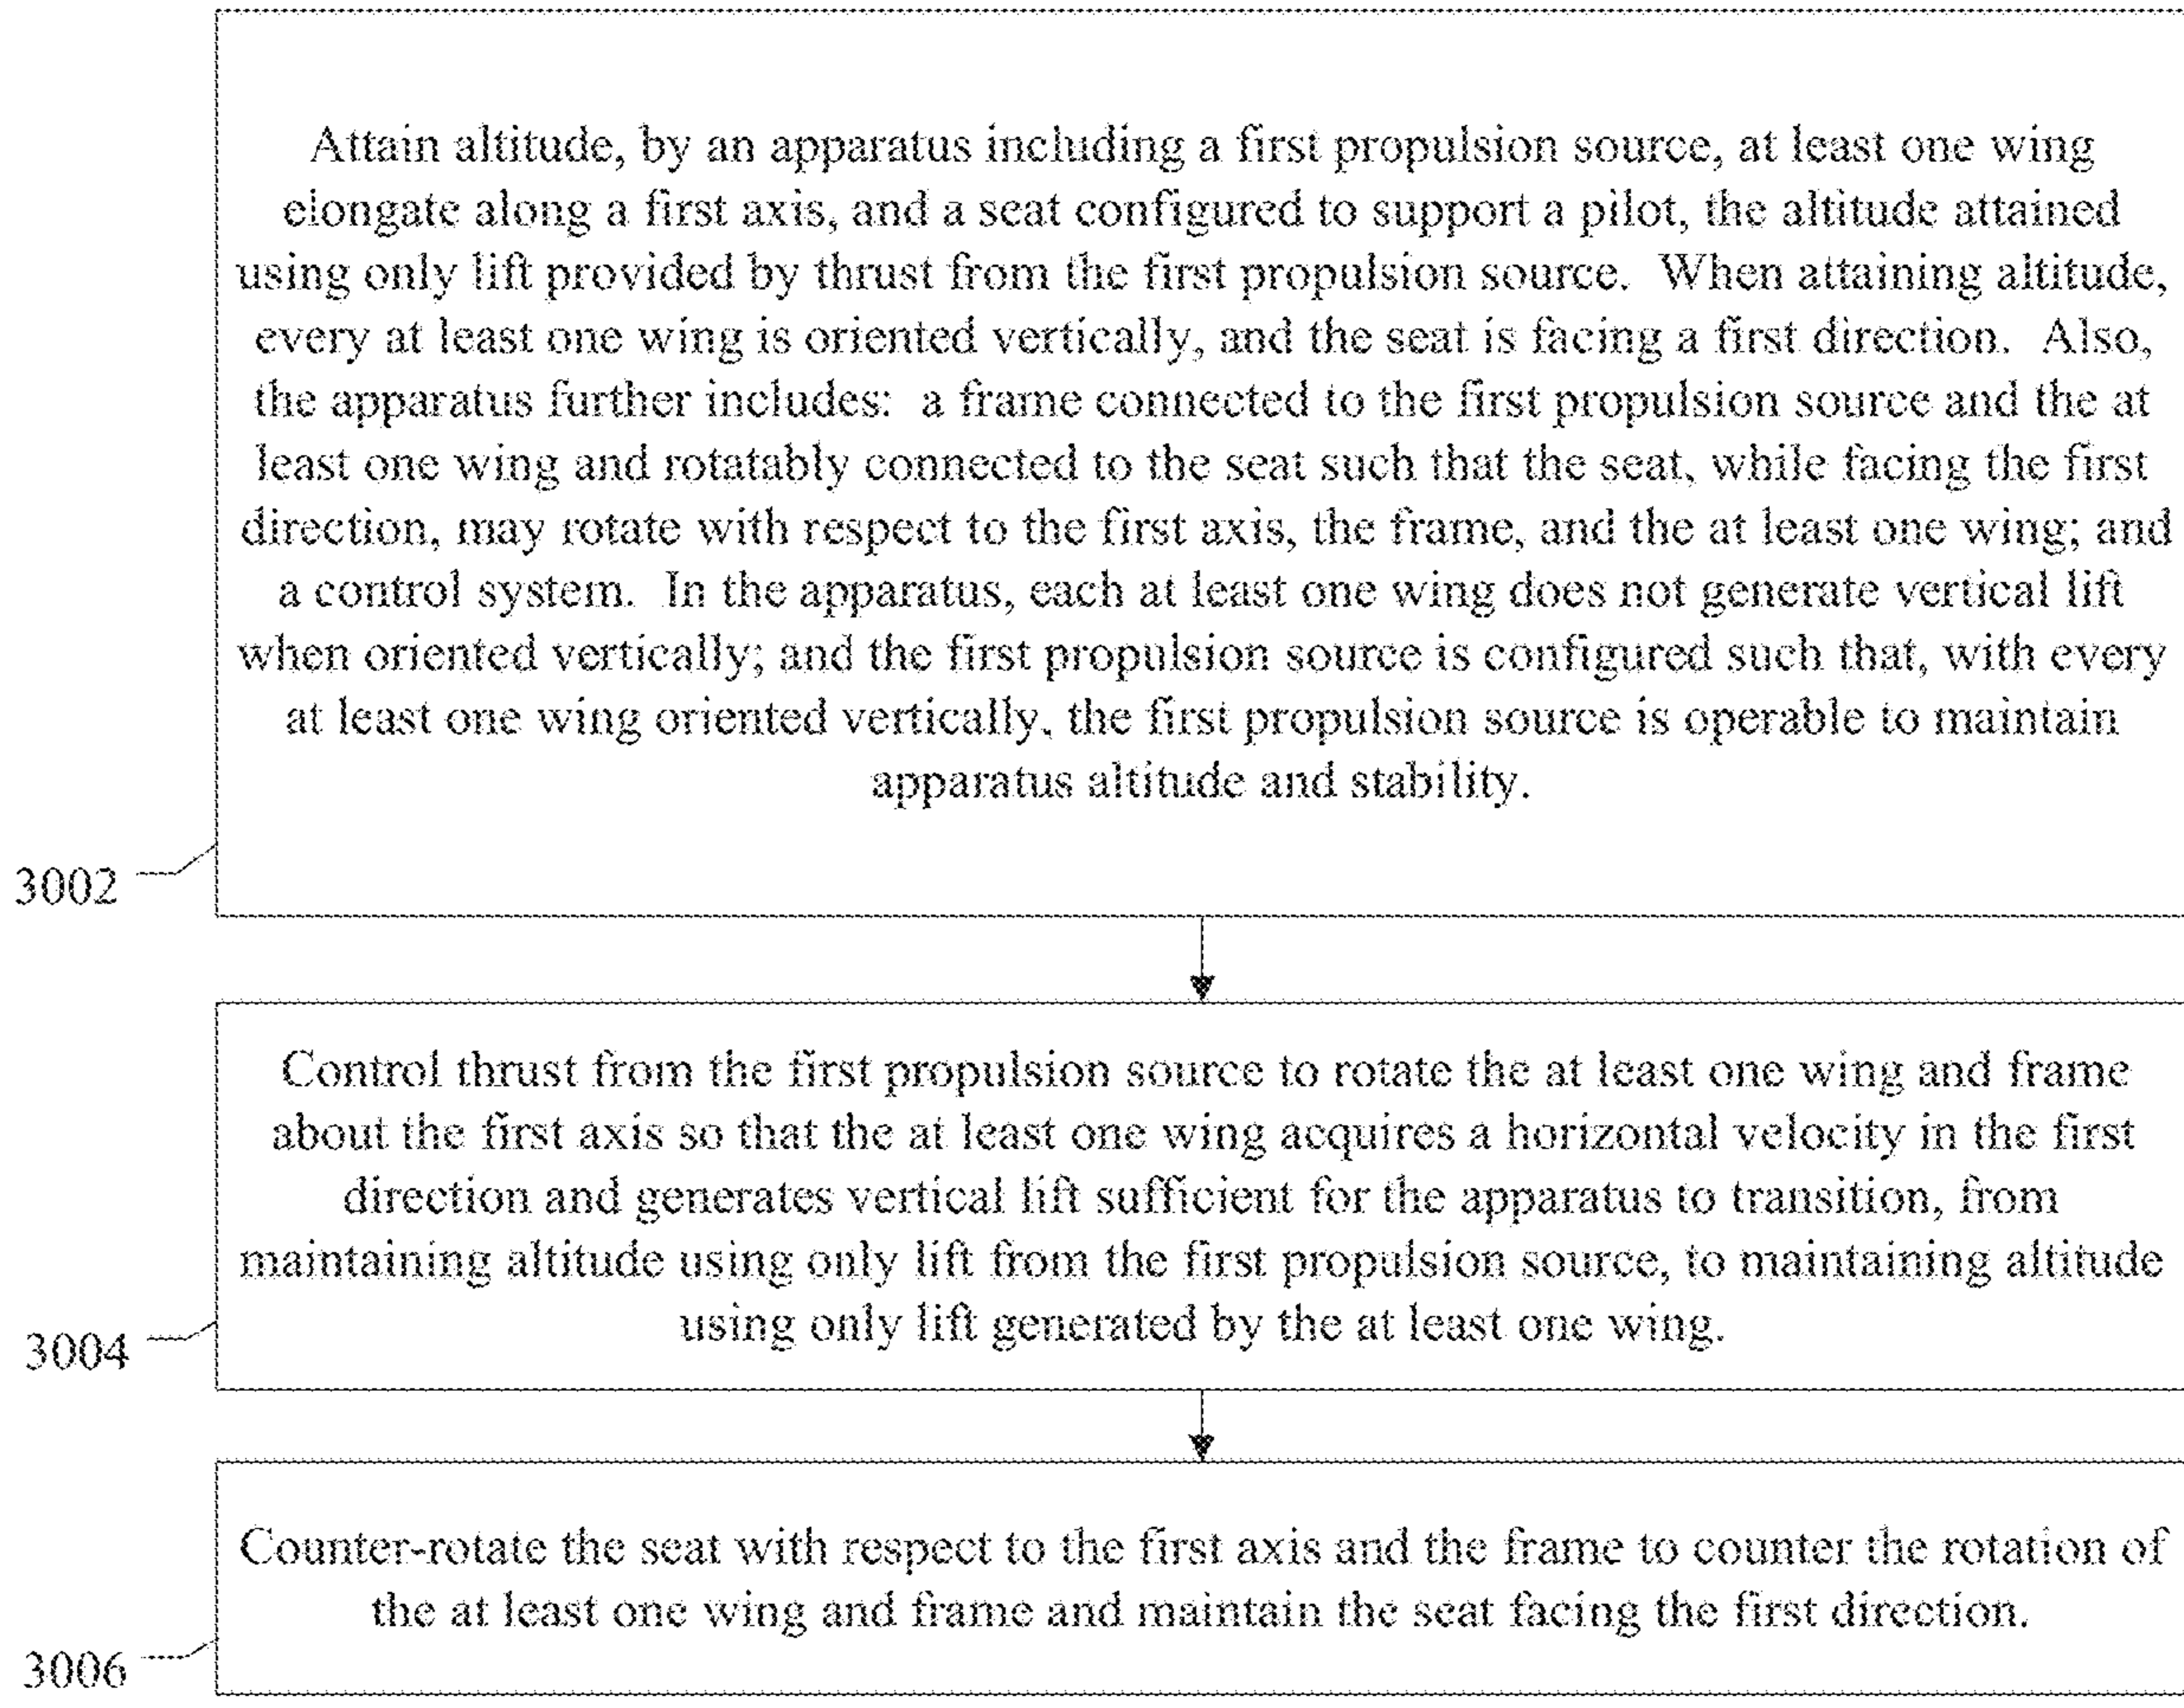 Attain altitude, by an apparatus including a first propulsion source, at least one wing
elongate along a first axis, and a seat configured to support a pilot, the altitude attained
using only lift provided by thrust from the first propulsion source.  When attaining altitude,
every at least one wing is oriented vertically, and the seat is facing a first direction.  Also,
the apparatus further includes:  a frame connected to the first propulsion source and the at
least one wing and rotatably connected to the seat such that the seat, while facing the first
direction, may rotate with respect to the first axis, the frame, and the at least one wing; and
a control system.  In the apparatus, each at least one wing does not generate vertical lift
when oriented vertically; and the first propulsion source is configured such that, with every
at least one wing oriented vertically, the first propulsion source is operable to maintain
apparatus altitude and stability.
3002
Control thrust from the first propulsion source to rotate the at least one wing and frame
about the first axis so that the at least one wing acquires a horizontal velocity in the first
direction and generates vertical lift sufficient for the apparatus to transition, from
maintaining altitude using only lift from the first propulsion source, to maintaining altitude
using only lift generated by the at least one wing.
3004
Counter-rotate the seat with respect to the first axis and the frame to counter the rotation of
the at least one wing and frame and maintain the seat facing the first direction.
3006